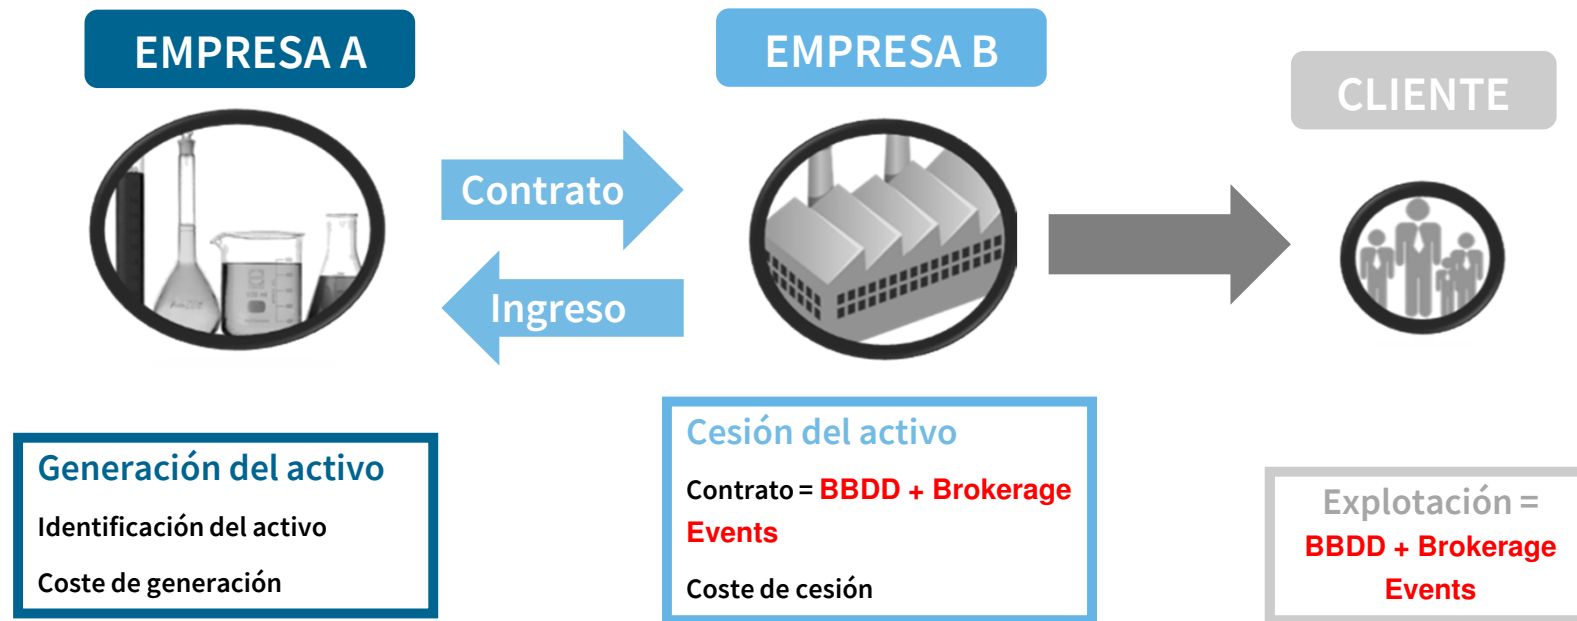 EMPRESA A
EMPRESA B
CLIENTE
Contrato
Ingreso
Generación del activo
Identificación del activo
Coste de generación
Cesión del activo
Contrato = BBDD + Brokerage
Events
Coste de cesión
Explotación =
BBDD + Brokerage
Events